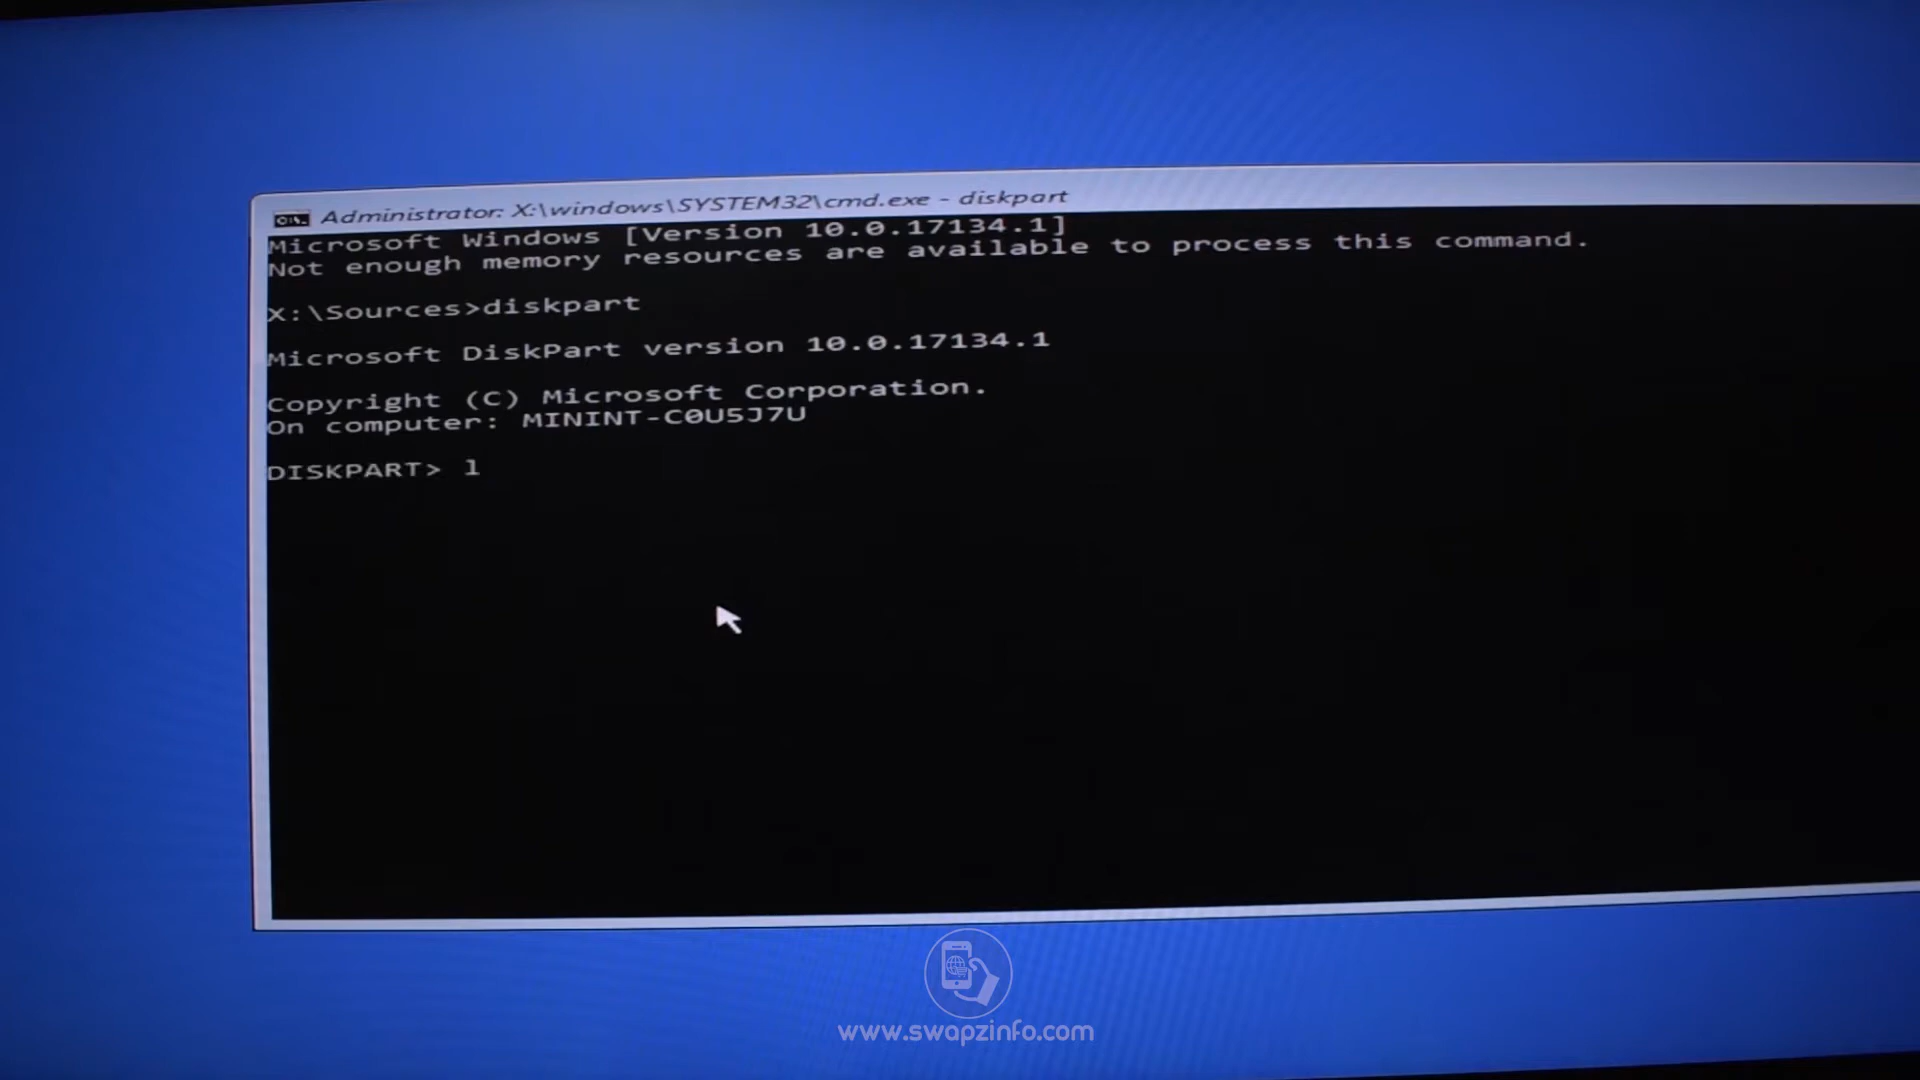 Administrator: X:\windows\SYSTEM32\cmd.exe - diskpart
Microsoft Windows [Version 10.0.17134.1]
Not enough memory resources are available to process this command.
X:\Sources>diskpart
Microsoft DiskPart version 10.0.17134.1
Copyright (C) Microsoft Corporation.
On computer: MININT-C0U5J7U
DISKPART> l
www.swapzinfo.com